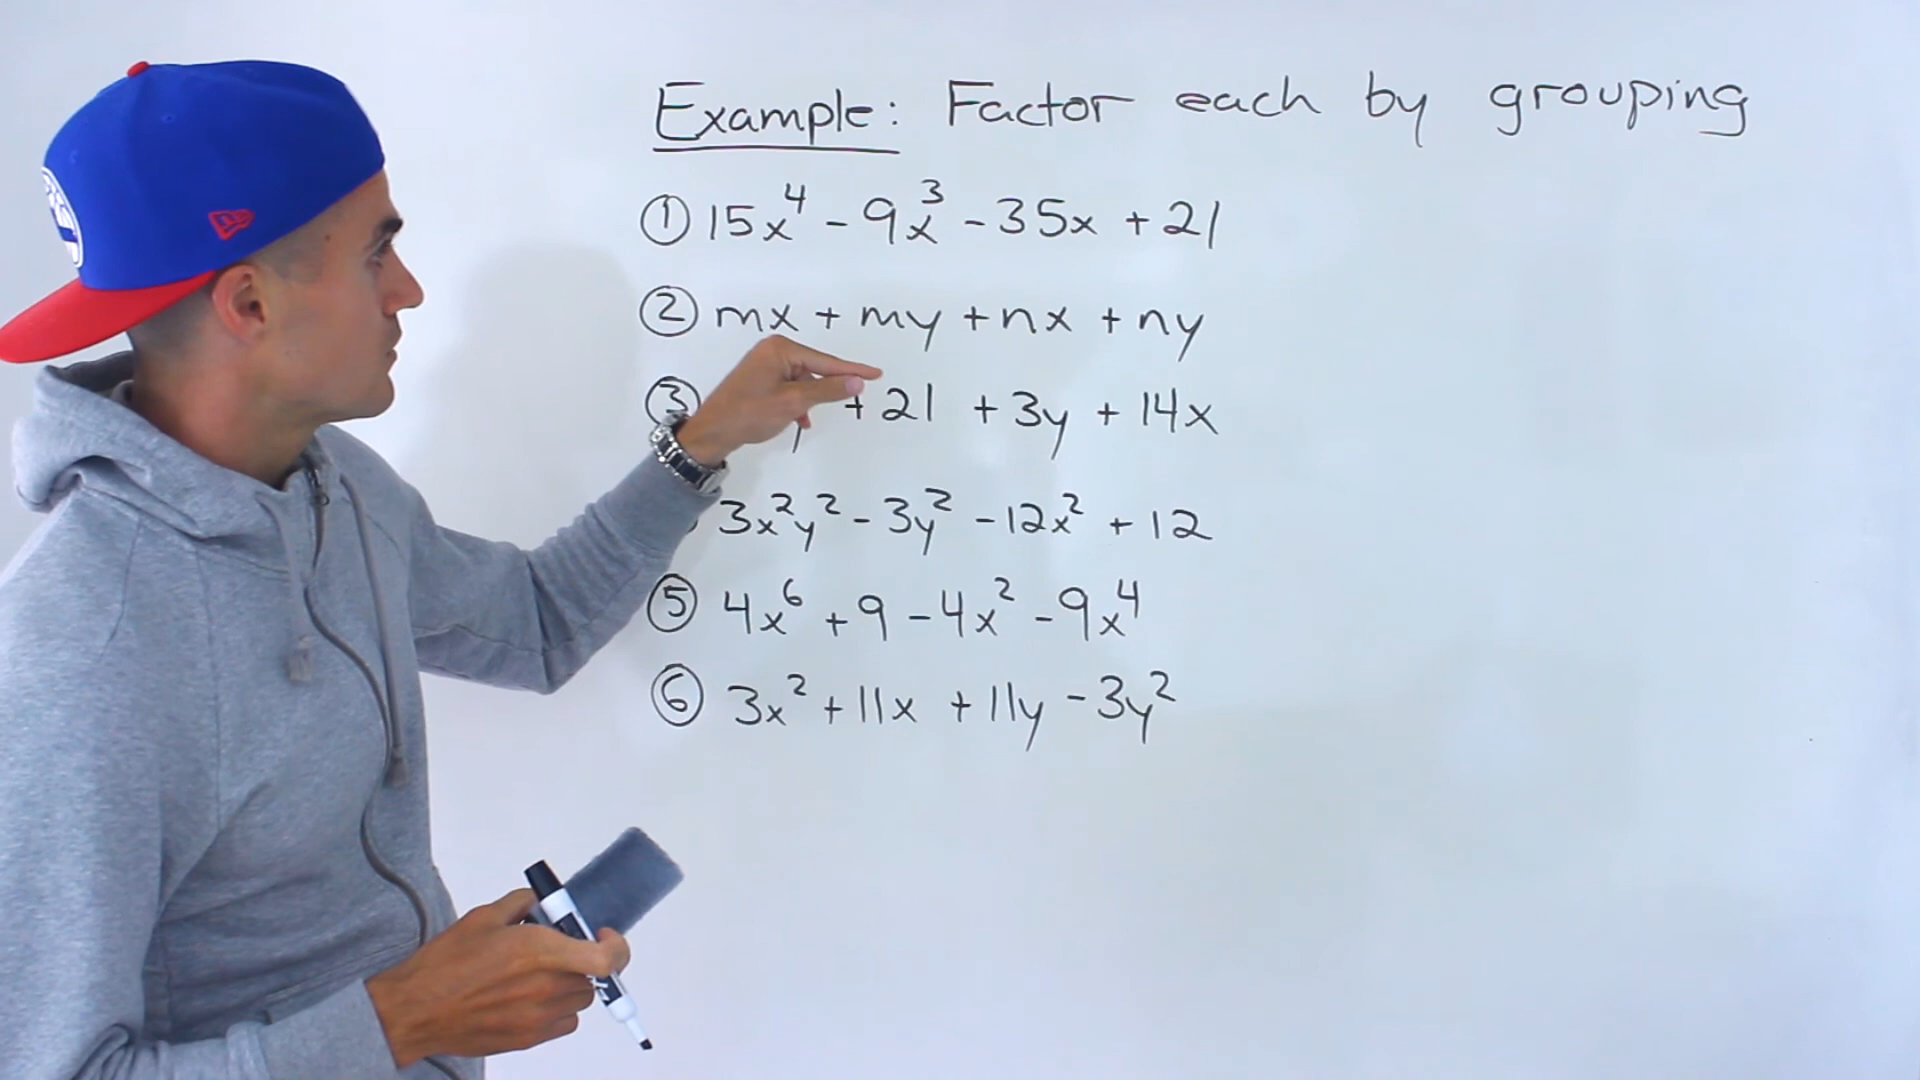 Example: Factor each by grouping
① 15x⁴ - 9x³ - 35x + 21
② mx + my + nx + ny
③ y + 21 + 3y + 14x
3x²y² - 3y² - 12x² + 12
⑤ 4x⁶ + 9 - 4x² - 9x⁴
⑥ 3x² + 11x + 11y - 3y²